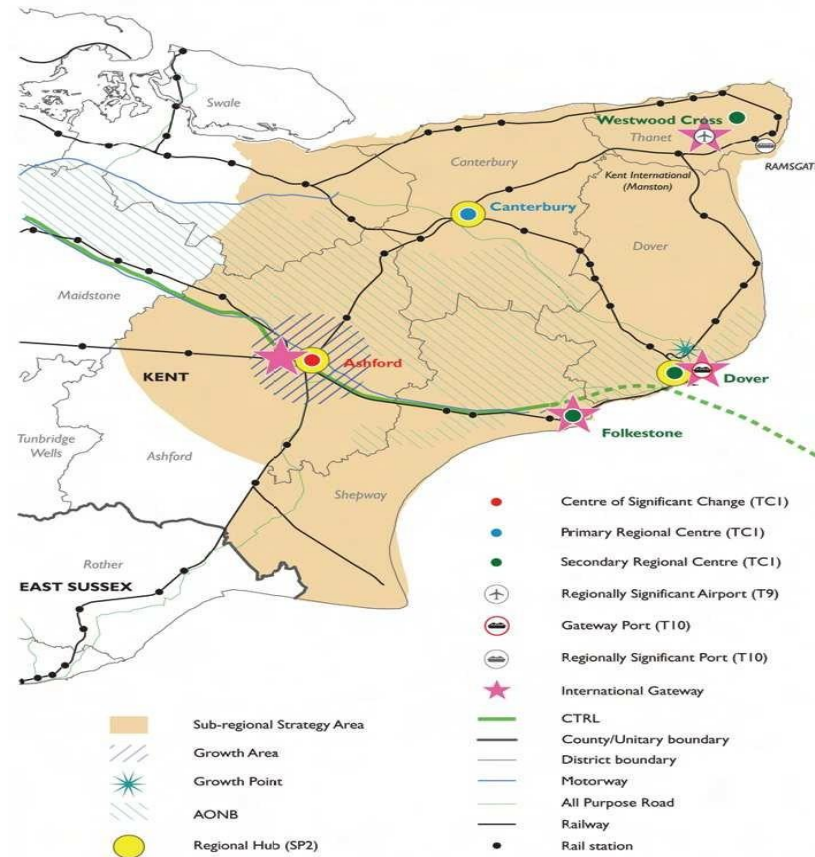 Swale
Westwood Cross
Thanet
Canterbury
RAMSGAT
Kent International
(Manston)
Canterbury
Dover
Maidstone
Ashford
KENT
Dover
Folkestone
Tunbridge
Wells
Ashford
Shepway
Rother
EAST SUSSEX
Centre of Significant Change (TC1)
Primary Regional Centre (TC1)
Secondary Regional Centre (TC1)
Regionally Significant Airport (T9)
Gateway Port (T10)
Regionally Significant Port (T10)
International Gateway
Sub-regional Strategy Area
Growth Area
Growth Point
AONB
Regional Hub (SP2)
CTRL
County/Unitary boundary
District boundary
Motorway
All Purpose Road
Railway
Rail station